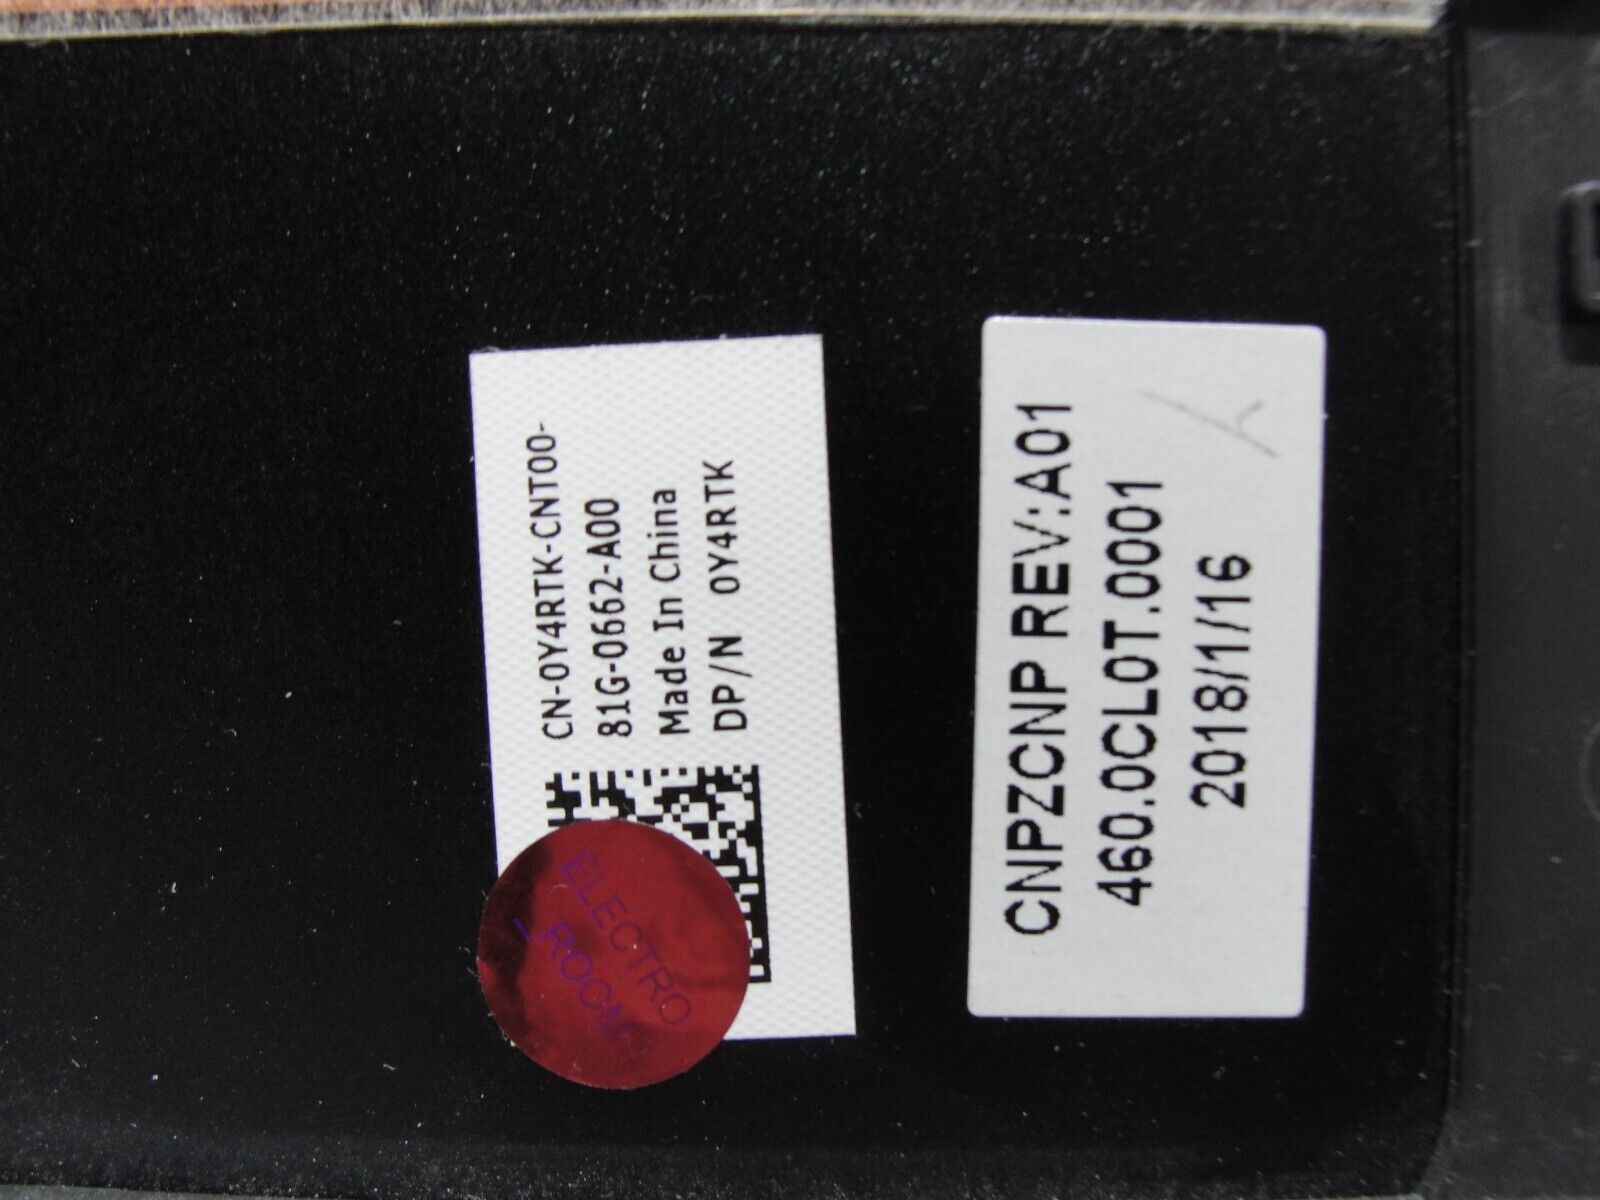 CN-0Y4RTK-CNT00-
81G-0662-A00
Made In China
DP/N 0Y4RTK
ELECTRO
_ROOM
CNPZCNP REV:A01
460.0CL0T.0001
2018/1/16